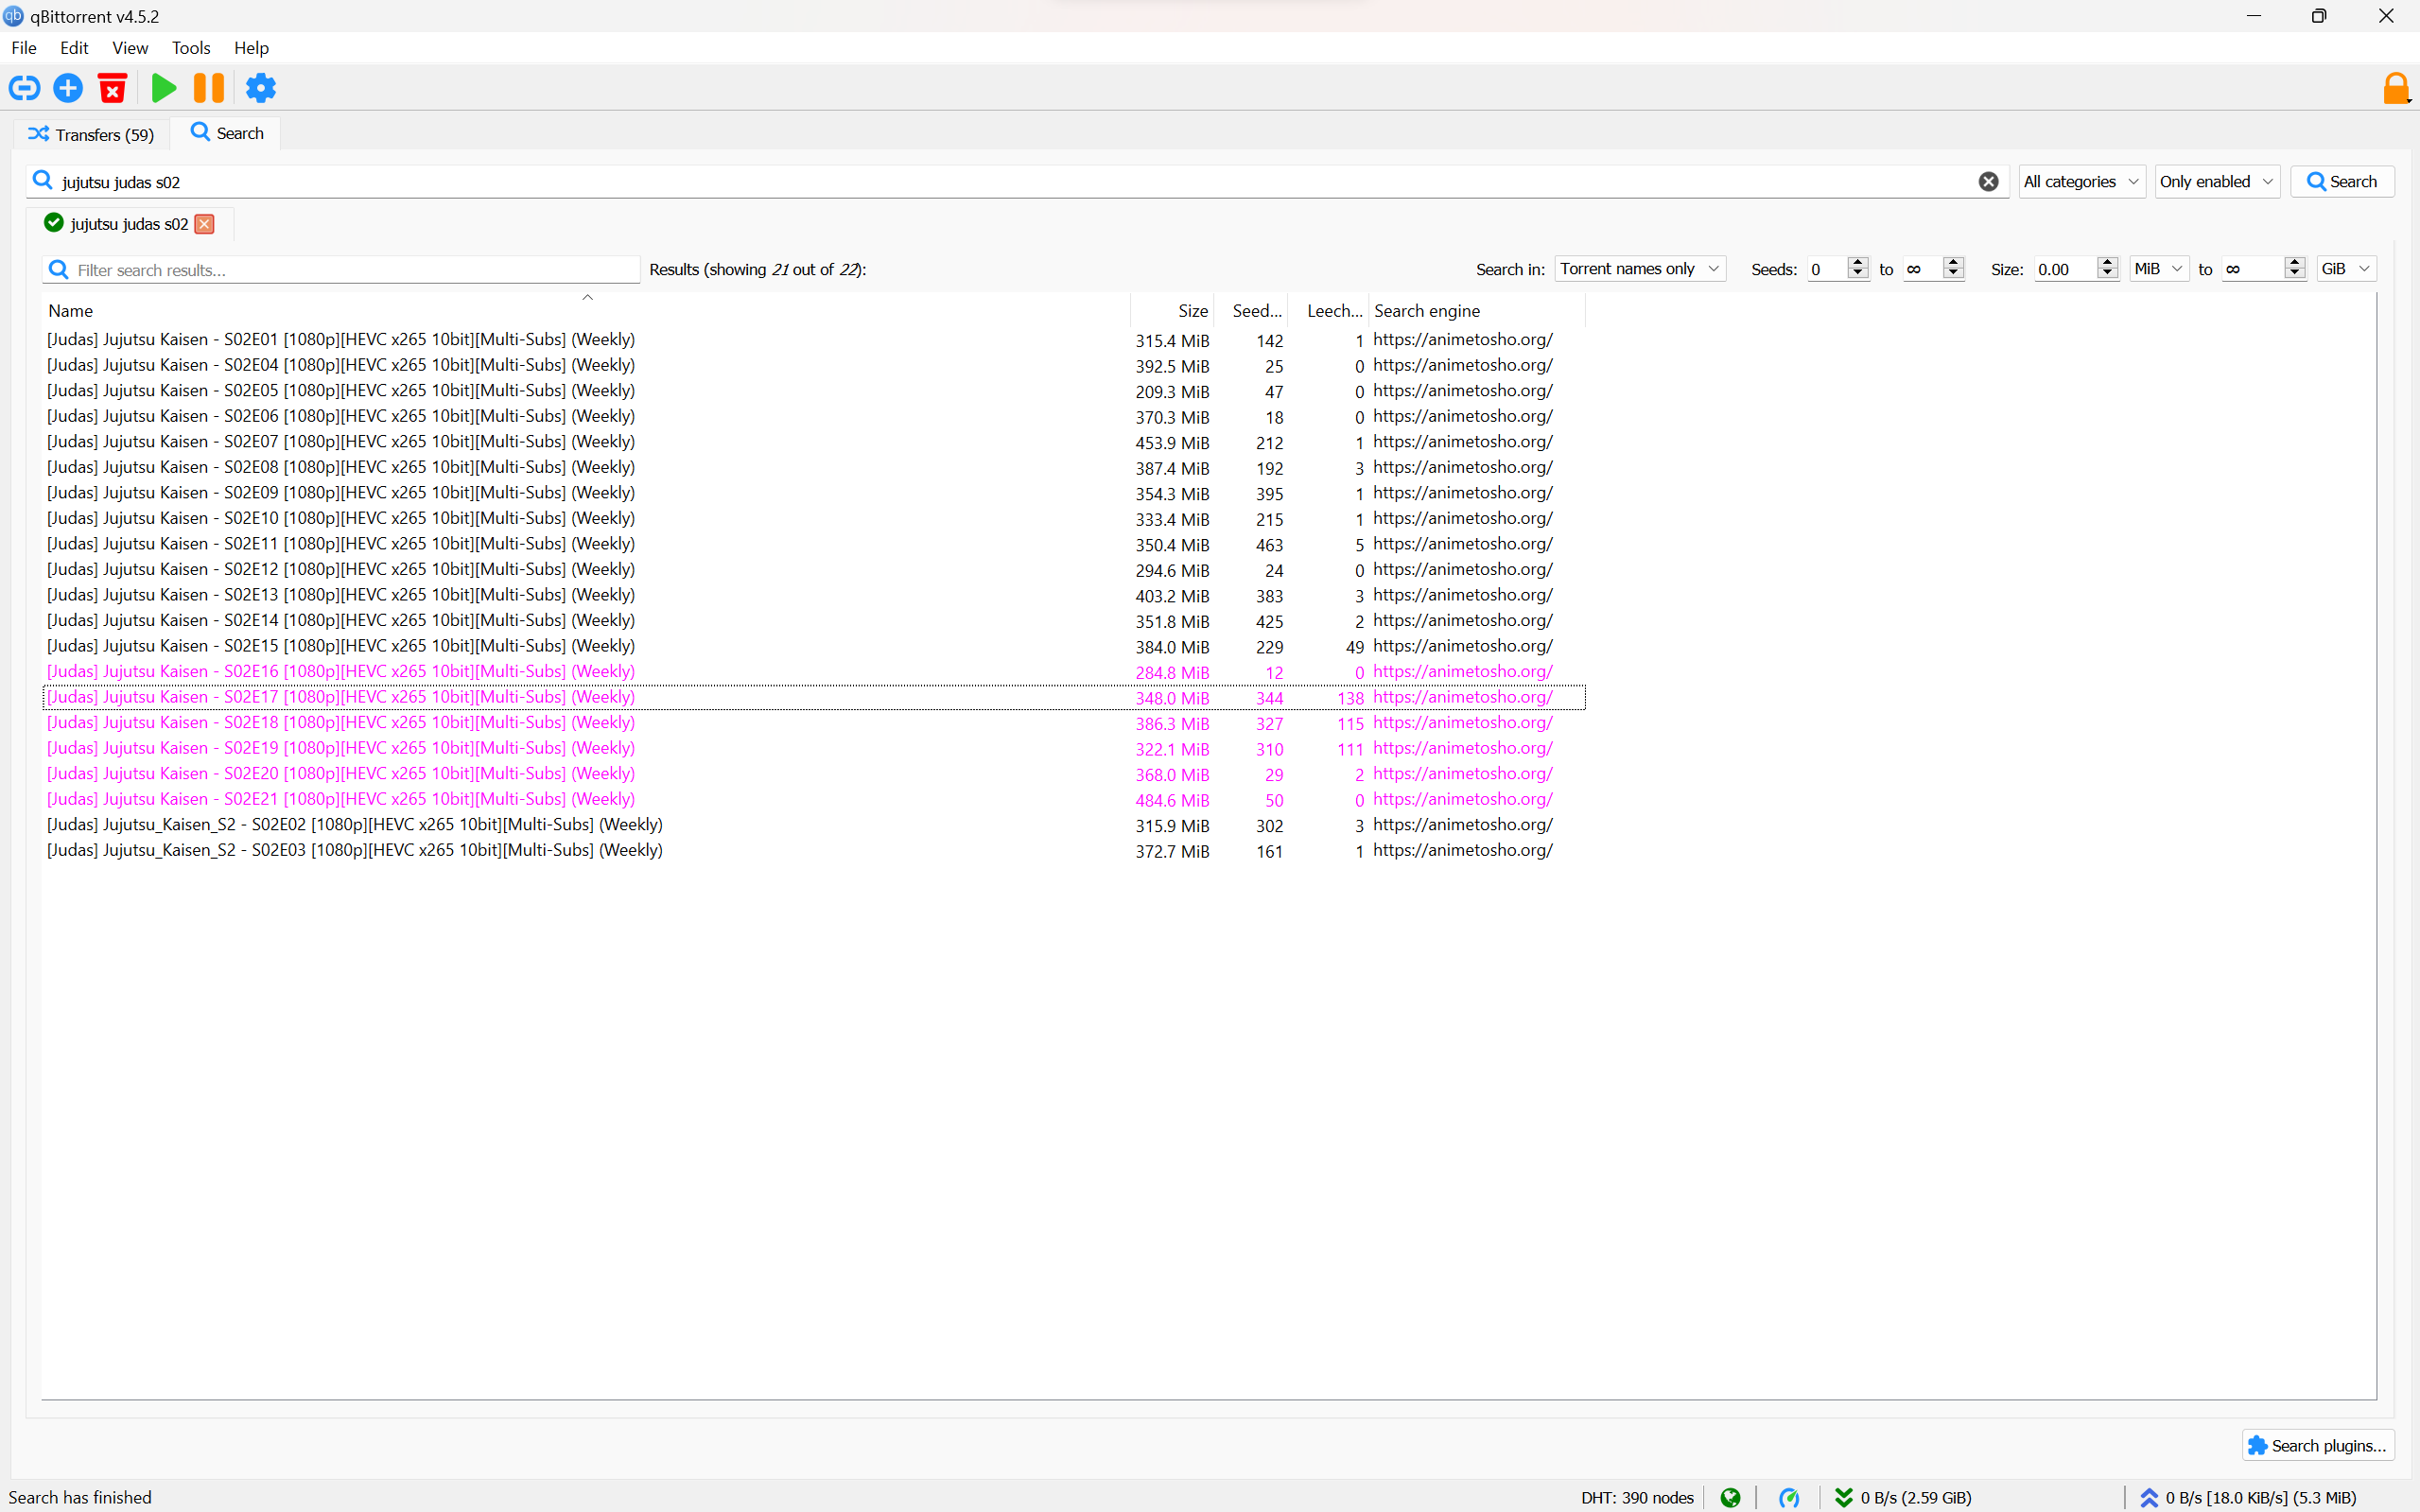 qBittorrent v4.5.2
File Edit View Tools Help
Transfers (59) Search
jujutsu judas s02 All categories Only enabled Search
jujutsu judas s02
Filter search results... Results (showing 21 out of 22): Search in: Torrent names only Seeds: 0 to ∞ Size: 0.00 MiB to ∞ GiB
Name Size Seed... Leech... Search engine
[Judas] Jujutsu Kaisen - S02E01 [1080p][HEVC x265 10bit][Multi-Subs] (Weekly) 315.4 MiB 142 1 https://animetosho.org/
[Judas] Jujutsu Kaisen - S02E04 [1080p][HEVC x265 10bit][Multi-Subs] (Weekly) 392.5 MiB 25 0 https://animetosho.org/
[Judas] Jujutsu Kaisen - S02E05 [1080p][HEVC x265 10bit][Multi-Subs] (Weekly) 209.3 MiB 47 0 https://animetosho.org/
[Judas] Jujutsu Kaisen - S02E06 [1080p][HEVC x265 10bit][Multi-Subs] (Weekly) 370.3 MiB 18 0 https://animetosho.org/
[Judas] Jujutsu Kaisen - S02E07 [1080p][HEVC x265 10bit][Multi-Subs] (Weekly) 453.9 MiB 212 1 https://animetosho.org/
[Judas] Jujutsu Kaisen - S02E08 [1080p][HEVC x265 10bit][Multi-Subs] (Weekly) 387.4 MiB 192 3 https://animetosho.org/
[Judas] Jujutsu Kaisen - S02E09 [1080p][HEVC x265 10bit][Multi-Subs] (Weekly) 354.3 MiB 395 1 https://animetosho.org/
[Judas] Jujutsu Kaisen - S02E10 [1080p][HEVC x265 10bit][Multi-Subs] (Weekly) 333.4 MiB 215 1 https://animetosho.org/
[Judas] Jujutsu Kaisen - S02E11 [1080p][HEVC x265 10bit][Multi-Subs] (Weekly) 350.4 MiB 463 5 https://animetosho.org/
[Judas] Jujutsu Kaisen - S02E12 [1080p][HEVC x265 10bit][Multi-Subs] (Weekly) 294.6 MiB 24 0 https://animetosho.org/
[Judas] Jujutsu Kaisen - S02E13 [1080p][HEVC x265 10bit][Multi-Subs] (Weekly) 403.2 MiB 383 3 https://animetosho.org/
[Judas] Jujutsu Kaisen - S02E14 [1080p][HEVC x265 10bit][Multi-Subs] (Weekly) 351.8 MiB 425 2 https://animetosho.org/
[Judas] Jujutsu Kaisen - S02E15 [1080p][HEVC x265 10bit][Multi-Subs] (Weekly) 384.0 MiB 229 49 https://animetosho.org/
[Judas] Jujutsu Kaisen - S02E16 [1080p][HEVC x265 10bit][Multi-Subs] (Weekly) 284.8 MiB 12 0 https://animetosho.org/
[Judas] Jujutsu Kaisen - S02E17 [1080p][HEVC x265 10bit][Multi-Subs] (Weekly) 348.0 MiB 344 138 https://animetosho.org/
[Judas] Jujutsu Kaisen - S02E18 [1080p][HEVC x265 10bit][Multi-Subs] (Weekly) 386.3 MiB 327 115 https://animetosho.org/
[Judas] Jujutsu Kaisen - S02E19 [1080p][HEVC x265 10bit][Multi-Subs] (Weekly) 322.1 MiB 310 111 https://animetosho.org/
[Judas] Jujutsu Kaisen - S02E20 [1080p][HEVC x265 10bit][Multi-Subs] (Weekly) 368.0 MiB 29 2 https://animetosho.org/
[Judas] Jujutsu Kaisen - S02E21 [1080p][HEVC x265 10bit][Multi-Subs] (Weekly) 484.6 MiB 50 0 https://animetosho.org/
[Judas] Jujutsu_Kaisen_S2 - S02E02 [1080p][HEVC x265 10bit][Multi-Subs] (Weekly) 315.9 MiB 302 3 https://animetosho.org/
[Judas] Jujutsu_Kaisen_S2 - S02E03 [1080p][HEVC x265 10bit][Multi-Subs] (Weekly) 372.7 MiB 161 1 https://animetosho.org/
Search plugins...
Search has finished DHT: 390 nodes 0 B/s (2.59 GiB) 0 B/s [18.0 KiB/s] (5.3 MiB)